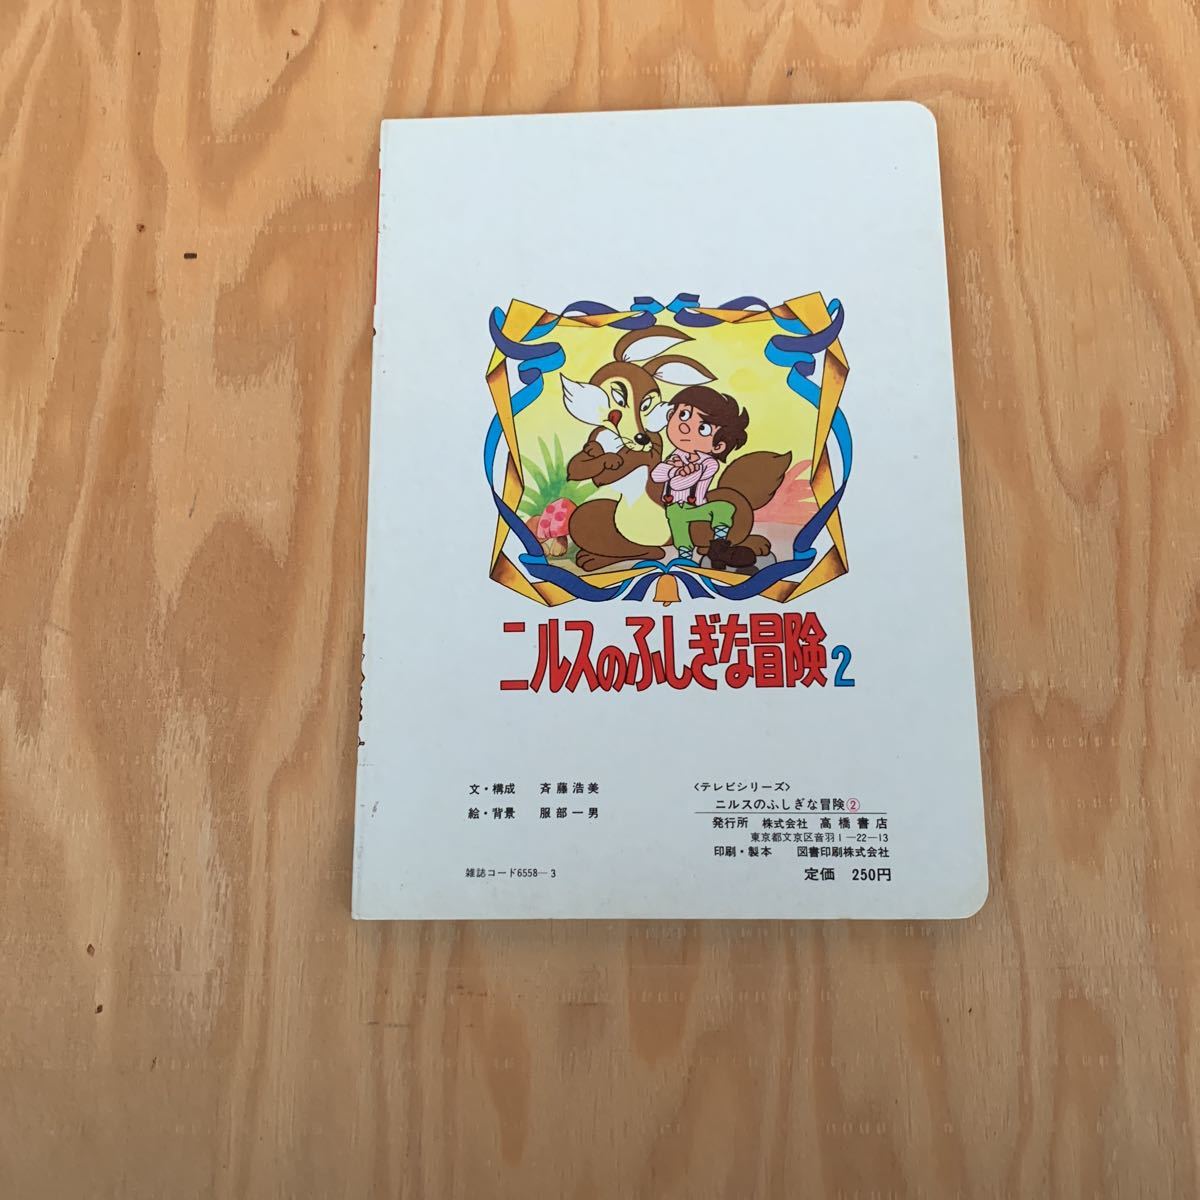 ニルスのふしぎな冒険2
文・構成 斉藤浩美
絵・背景 服部一男
雑誌コード6558—3
〈テレビシリーズ〉
ニルスのふしぎな冒険②
発行所 株式会社 高橋書店
東京都文京区音羽1—22—13
印刷・製本 図書印刷株式会社
定価 250円